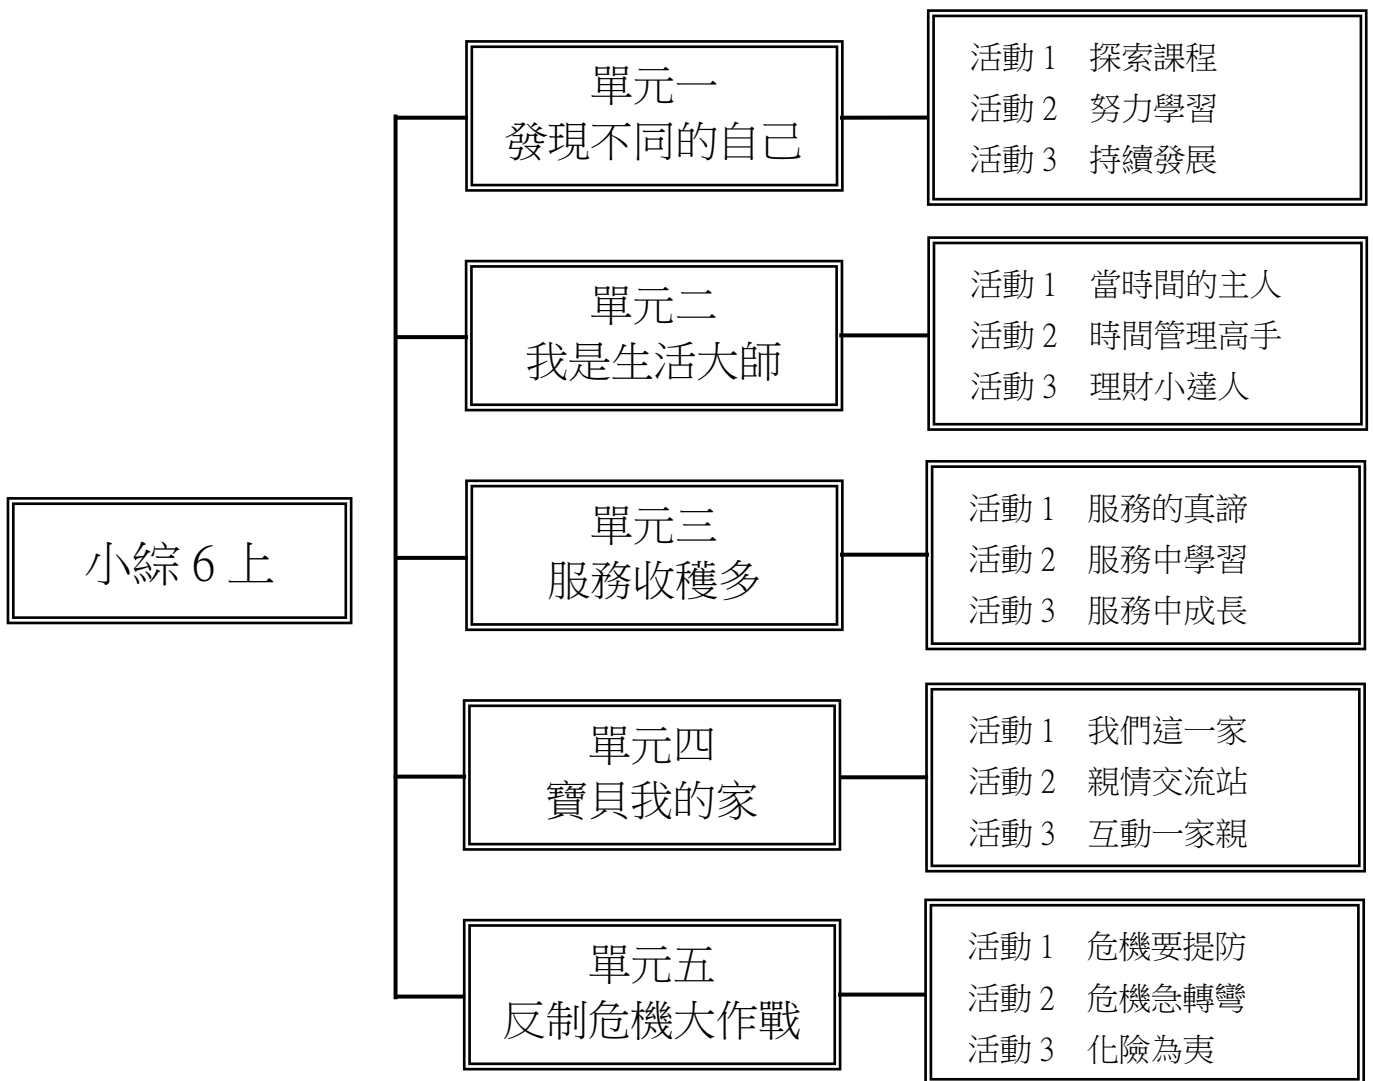 小綜 6 上
單元一
發現不同的自己
活動 1 探索課程
活動 2 努力學習
活動 3 持續發展
單元二
我是生活大師
活動 1 當時間的主人
活動 2 時間管理高手
活動 3 理財小達人
單元三
服務收穫多
活動 1 服務的真諦
活動 2 服務中學習
活動 3 服務中成長
單元四
寶貝我的家
活動 1 我們這一家
活動 2 親情交流站
活動 3 互動一家親
單元五
反制危機大作戰
活動 1 危機要提防
活動 2 危機急轉彎
活動 3 化險為夷